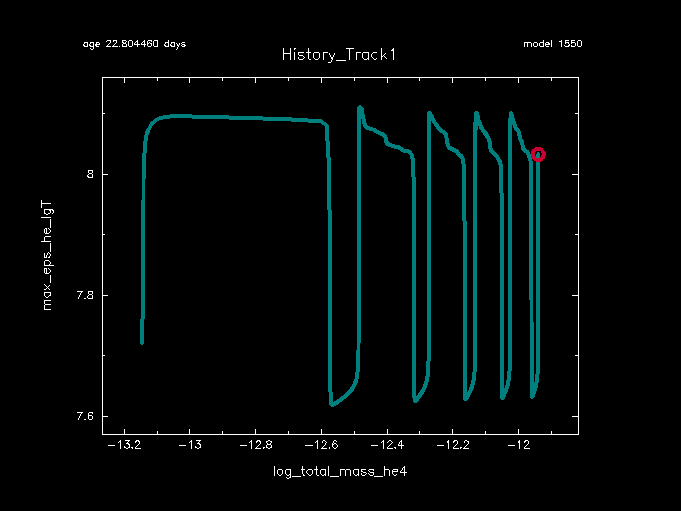 age 22.804460 days
model 1550
History_Track1
8
7.8
7.6
max_eps_he_lgT
−13.2
−13
−12.8
−12.6
−12.4
−12.2
−12
log_total_mass_he4